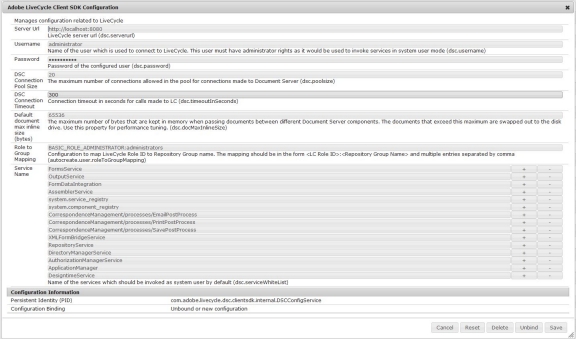 Adobe LiveCycle Client SDK Configuration
Manages configuration related to LiveCycle
Server Url
http://localhost:8080
LiveCycle server url (dsc.serverurl)
Username
administrator
Name of the user which is used to connect to LiveCycle. This user must have administrator rights as it would be used to invoke services in system user mode (dsc.username)
Password
••••••••••
Password of the configured user (dsc.password)
DSC Connection Pool Size
20
The maximum number of connections allowed in the pool for connections made to Document Server (dsc.poolsize)
DSC Connection Timeout
300
Connection timeout in seconds for calls made to LC (dsc.timeoutInSeconds)
Default document max inline size (bytes)
65536
The maximum number of bytes that are kept in memory when passing documents between different Document Server components. The documents that exceed this maximum are swapped out to the disk
drive. Use this property for performance tuning. (dsc.docMaxInlineSize)
Role to Group Mapping
BASIC_ROLE_ADMINISTRATOR:administrators
Configuration to map LiveCycle Role ID to Repository Group name. The mapping should be in the form <LC Role ID>:<Repository Group Name> and multiple entries separated by comma
(autocreate.user.roleToGroupMapping)
Service Name
FormsService + -
OutputService + -
FormDataIntegration + -
AssemblerService + -
system.service_registry + -
system.component_registry + -
CorrespondenceManagement/processes/EmailPostProcess + -
CorrespondenceManagement/processes/PrintPostProcess + -
CorrespondenceManagement/processes/SavePostProcess + -
XMLFormBridgeService + -
RepositoryService + -
DirectoryManagerService + -
AuthorizationManagerService + -
ApplicationManager + -
DesigntimeService + -
Name of the services which should be invoked as system user by default (dsc.serviceWhiteList)
Configuration Information
Persistent Identity (PID) com.adobe.livecycle.dsc.clientsdk.internal.DSCConfigService
Configuration Binding Unbound or new configuration
Cancel Reset Delete Unbind Save